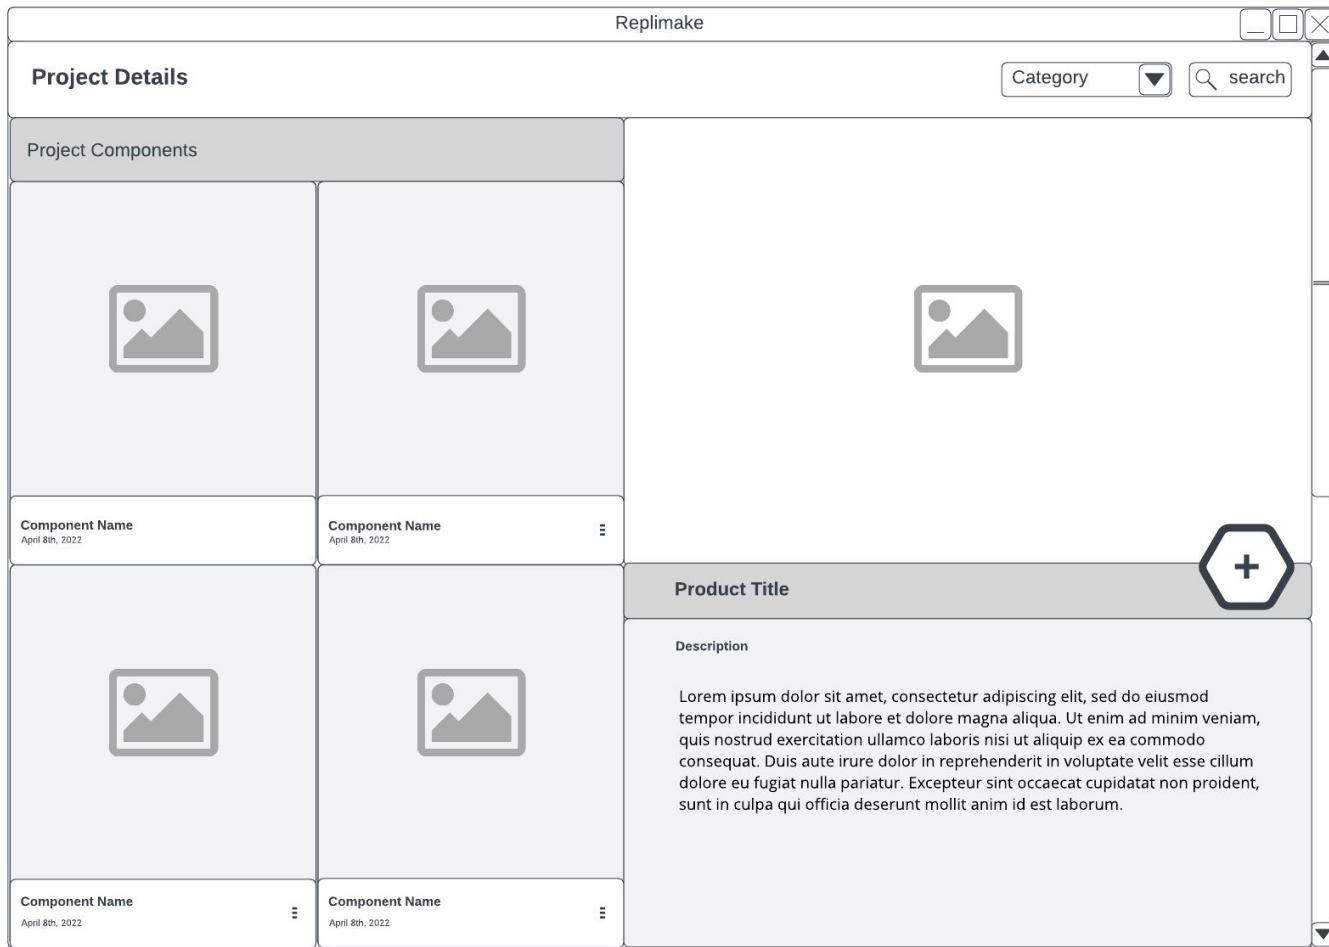 Replimake
Project Details
Category
search
Project Components
Component Name
April 8th, 2022
Component Name
April 8th, 2022
Component Name
April 8th, 2022
Component Name
April 8th, 2022
+
Product Title
Description
Lorem ipsum dolor sit amet, consectetur adipiscing elit, sed do eiusmod
tempor incididunt ut labore et dolore magna aliqua. Ut enim ad minim veniam,
quis nostrud exercitation ullamco laboris nisi ut aliquip ex ea commodo
consequat. Duis aute irure dolor in reprehenderit in voluptate velit esse cillum
dolore eu fugiat nulla pariatur. Excepteur sint occaecat cupidatat non proident,
sunt in culpa qui officia deserunt mollit anim id est laborum.